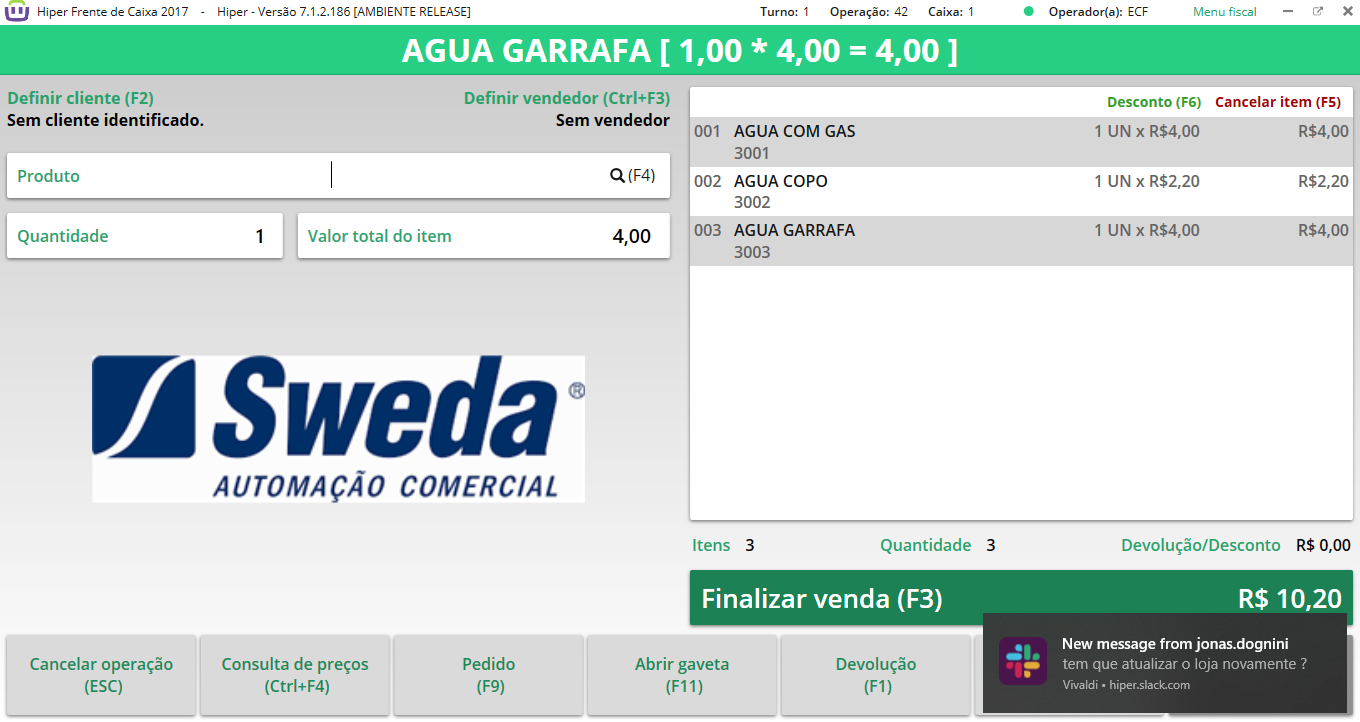 Hiper Frente de Caixa 2017 - Hiper - Versão 7.1.2.186 [AMBIENTE RELEASE] Turno: 1 Operação: 42 Caixa: 1 Operador(a): ECF Menu fiscal
AGUA GARRAFA [ 1,00 * 4,00 = 4,00 ]
Definir cliente (F2) Definir vendedor (Ctrl+F3)
Sem cliente identificado. Sem vendedor
Produto (F4)
Quantidade 1 Valor total do item 4,00
Sweda®
AUTOMAÇÃO COMERCIAL
Desconto (F6) Cancelar item (F5)
001 AGUA COM GAS 1 UN x R$4,00 R$4,00
3001
002 AGUA COPO 1 UN x R$2,20 R$2,20
3002
003 AGUA GARRAFA 1 UN x R$4,00 R$4,00
3003
Itens 3 Quantidade 3 Devolução/Desconto R$ 0,00
Finalizar venda (F3) R$ 10,20
Cancelar operação
(ESC)
Consulta de preços
(Ctrl+F4)
Pedido
(F9)
Abrir gaveta
(F11)
Devolução
(F1)
New message from jonas.dognini
tem que atualizar o loja novamente ?
Vivaldi • hiper.slack.com